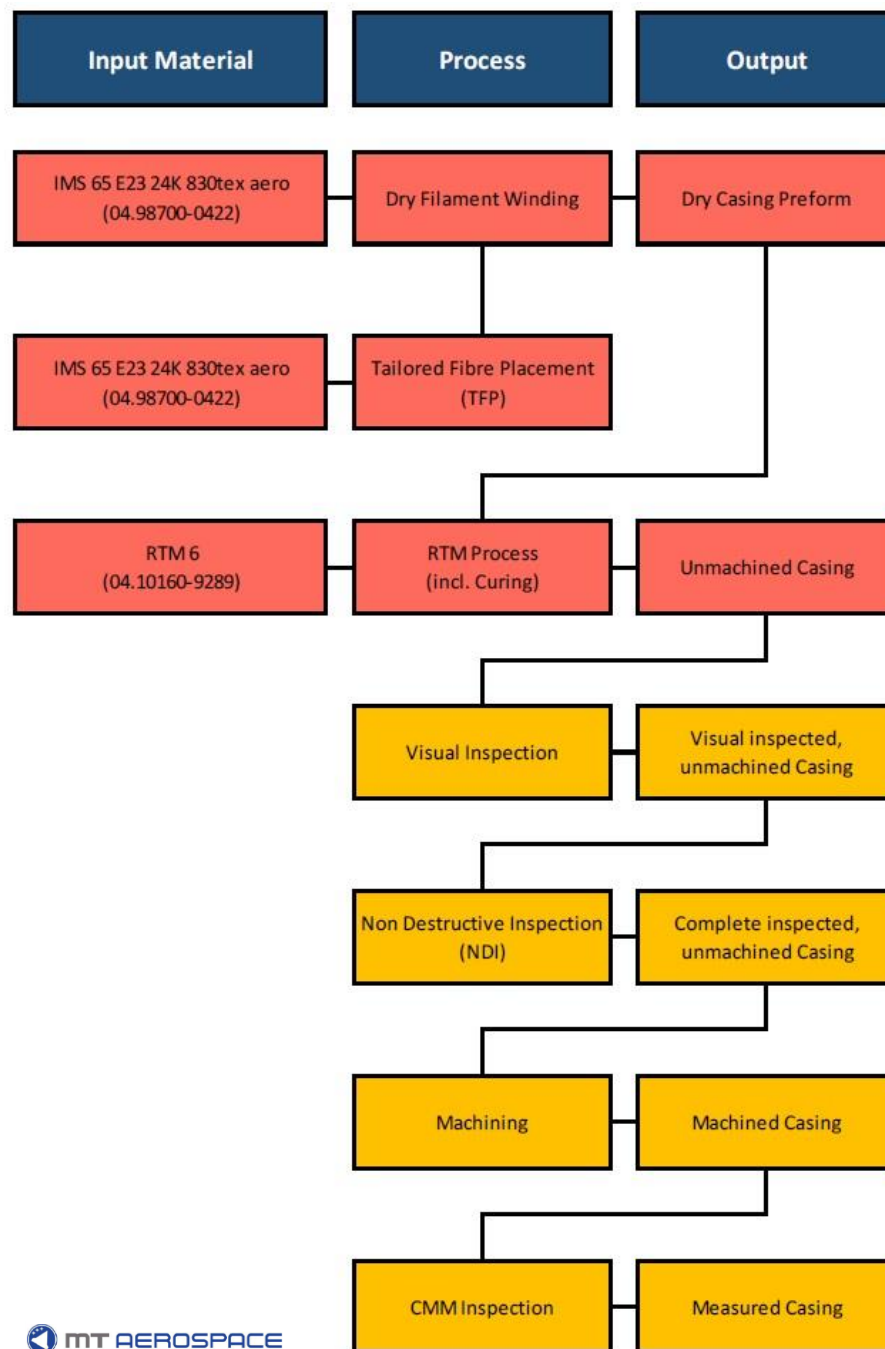 Input Material
Process
Output
IMS 65 E23 24K 830tex aero
(04.98700-0422)
Dry Filament Winding
Dry Casing Preform
IMS 65 E23 24K 830tex aero
(04.98700-0422)
Tailored Fibre Placement
(TFP)
RTM 6
(04.10160-9289)
RTM Process
(incl. Curing)
Unmachined Casing
Visual Inspection
Visual inspected,
unmachined Casing
Non Destructive Inspection
(NDI)
Complete inspected,
unmachined Casing
Machining
Machined Casing
CMM Inspection
Measured Casing
MT AEROSPACE